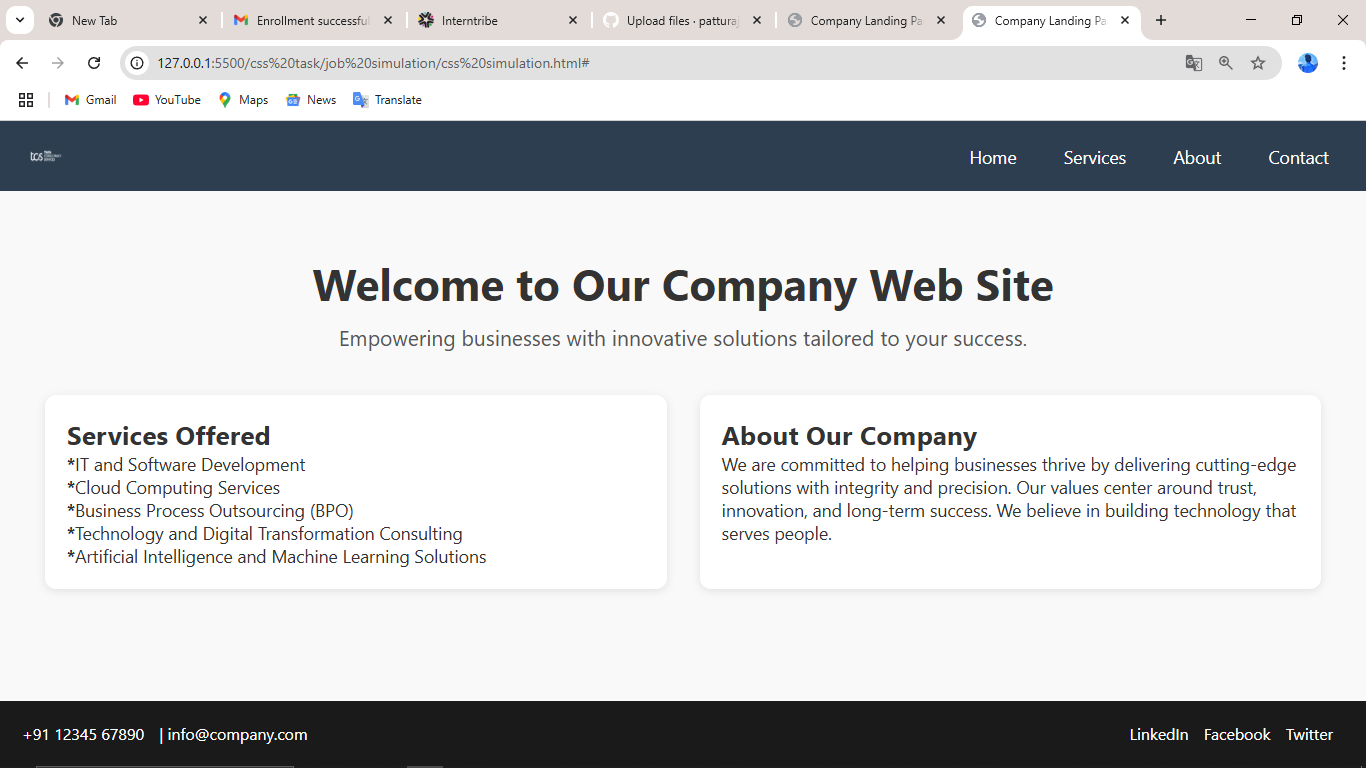 New Tab
Enrollment successful
Interntribe
Upload files · patturaj
Company Landing Pa
Company Landing Pa
127.0.0.1:5500/css%20task/job%20simulation/css%20simulation.html#
Gmail
YouTube
Maps
News
Translate
tcs
Home
Services
About
Contact
Welcome to Our Company Web Site
Empowering businesses with innovative solutions tailored to your success.
Services Offered
*IT and Software Development
*Cloud Computing Services
*Business Process Outsourcing (BPO)
*Technology and Digital Transformation Consulting
*Artificial Intelligence and Machine Learning Solutions
About Our Company
We are committed to helping businesses thrive by delivering cutting-edge
solutions with integrity and precision. Our values center around trust,
innovation, and long-term success. We believe in building technology that
serves people.
+91 12345 67890 | info@company.com
LinkedIn Facebook Twitter